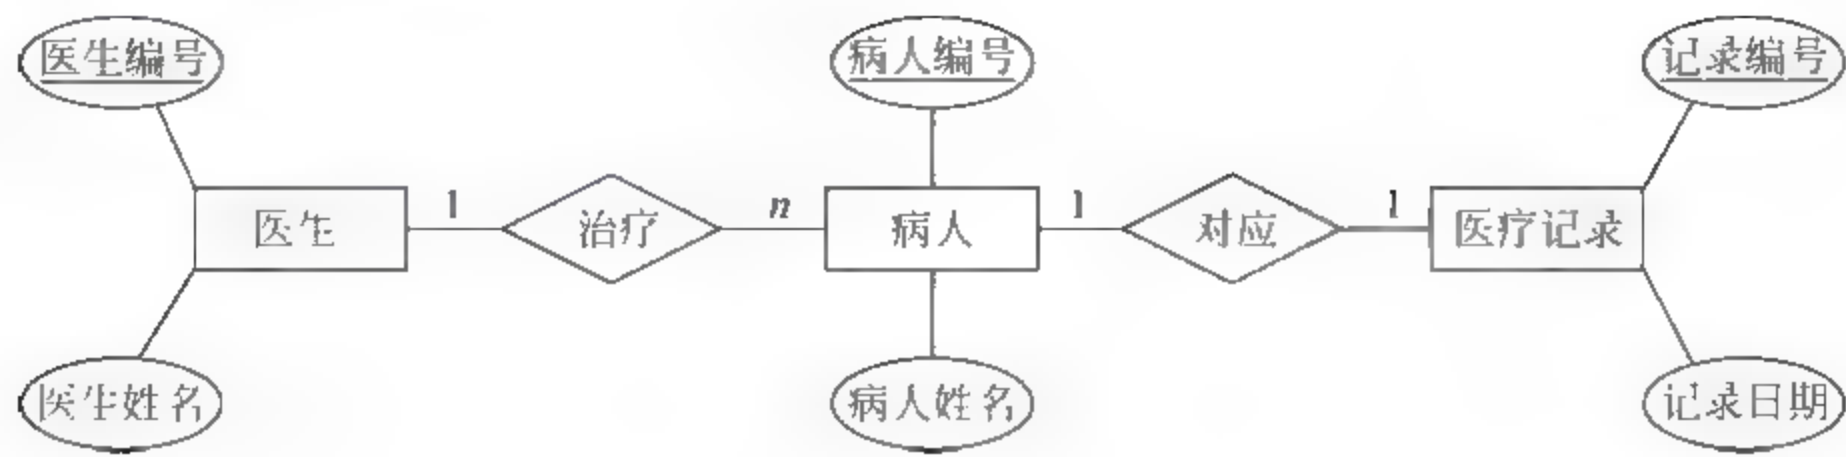 医生编号
病人编号
记录编号
医生
1
治疗
n
病人
1
对应
1
医疗记录
医生姓名
病人姓名
记录日期